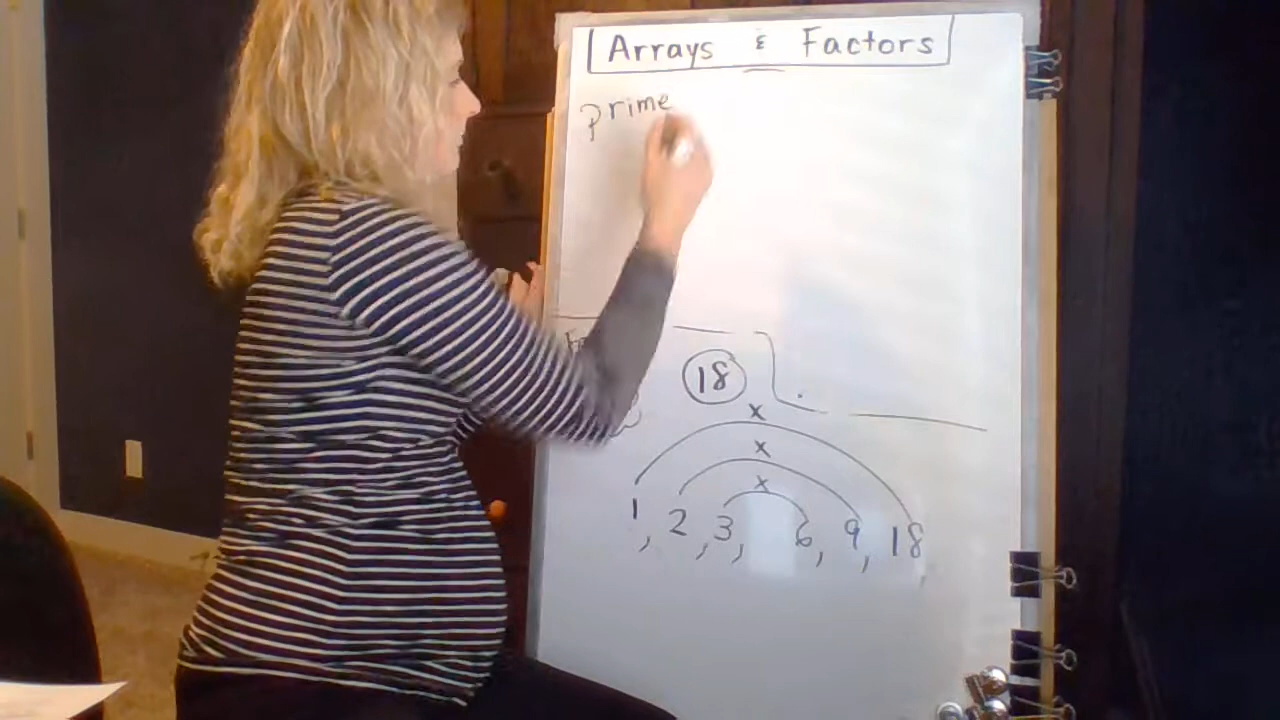 Arrays & Factors
prime
18
x
x
x
1, 2, 3, 6, 9, 18